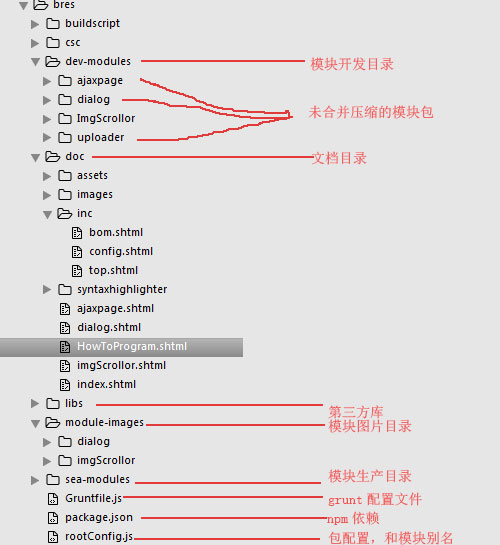 bres
buildscript
csc
dev-modules 模块开发目录
ajaxpage
dialog 未合并压缩的模块包
ImgScrollor
uploader
doc 文档目录
assets
images
inc
bom.shtml
config.shtml
top.shtml
syntaxhighlighter
ajaxpage.shtml
dialog.shtml
HowToProgram.shtml
imgScrollor.shtml
index.shtml
libs 第三方库
module-images 模块图片目录
dialog
imgScrollor
sea-modules 模块生产目录
Gruntfile.js grunt 配置文件
package.json npm 依赖
rootConfig.js 包配置，和模块别名